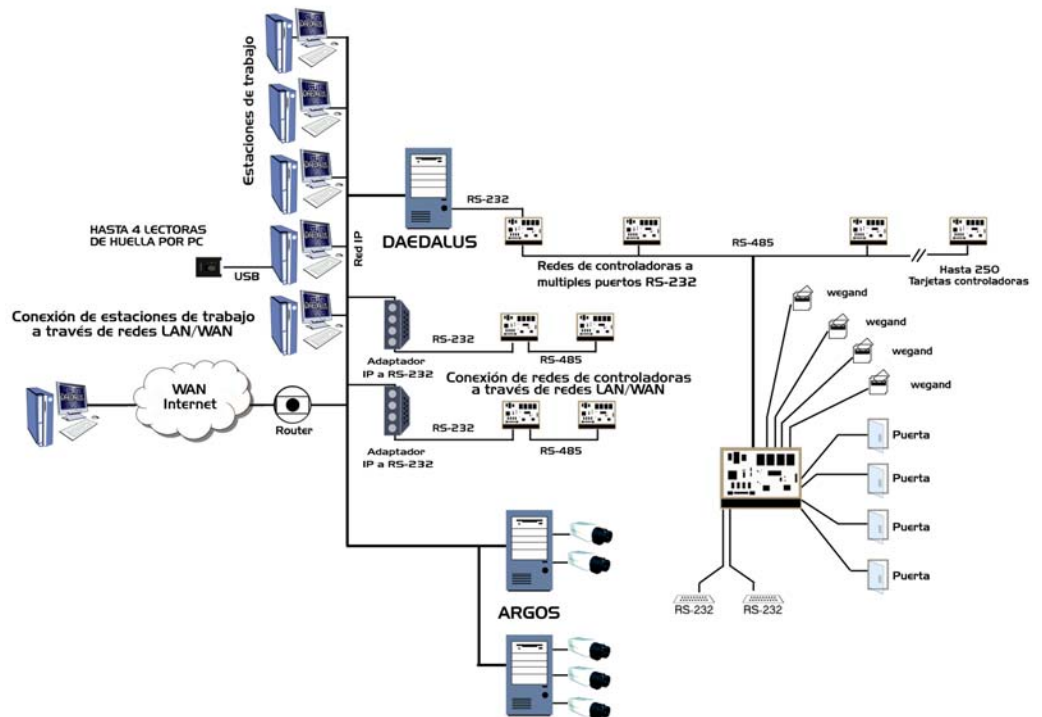 Estaciones de trabajo
HASTA 4 LECTORAS
DE HUELLA POR PC
USB
Red IP
DAEDALUS
RS-232
RS-485
Redes de controladoras a
multiples puertos RS-232
Hasta 250
Tarjetas controladoras
Conexión de estaciones de trabajo
a través de redes LAN/WAN
WAN
Internet
Router
Adaptador
IP a RS-232
RS-232
RS-485
Conexión de redes de controladoras
a través de redes LAN/WAN
Adaptador
IP a RS-232
RS-232
RS-485
wegand
wegand
wegand
wegand
Puerta
Puerta
Puerta
Puerta
RS-232
RS-232
ARGOS